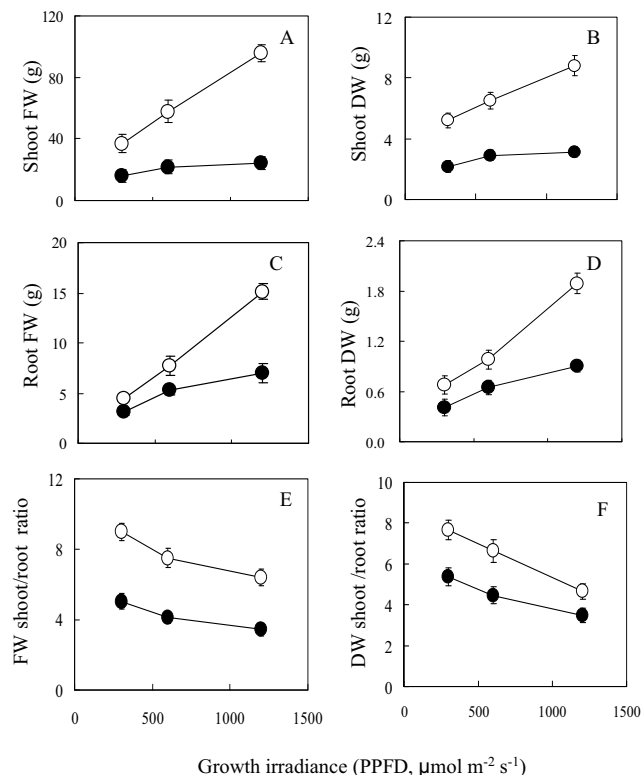 120
80
40
0
Shoot FW (g)
A
12
8
4
0
Shoot DW (g)
B
20
15
10
5
0
Root FW (g)
C
2.4
1.8
1.2
0.6
0.0
Root DW (g)
D
12
8
4
0
FW shoot/root ratio
E
0 500 1000 1500
10
8
6
4
2
0
DW shoot /root ratio
F
0 500 1000 1500
Growth irradiance (PPFD, µmol m⁻² s⁻¹)